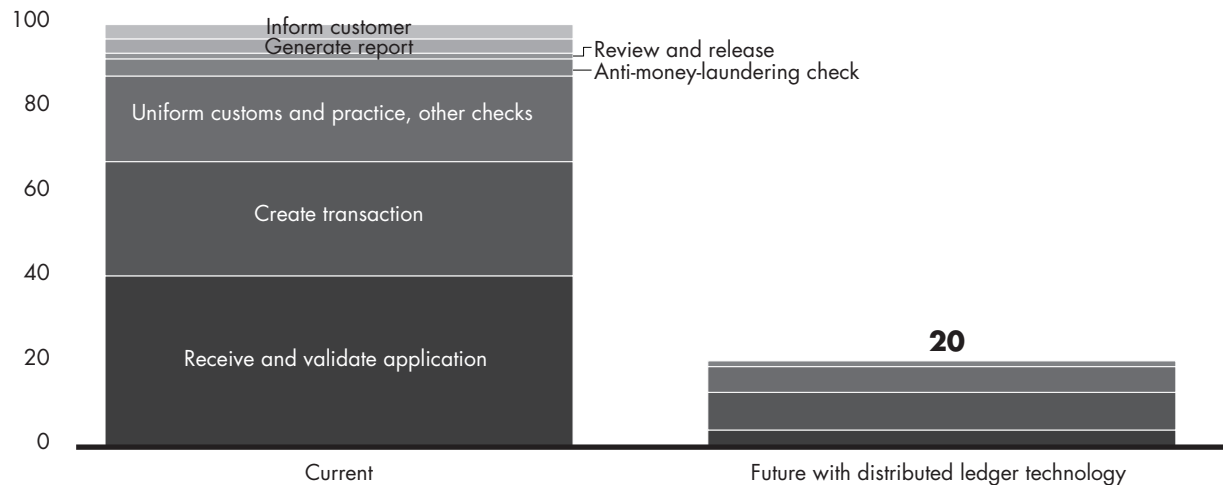 100
80
60
40
20
0
Inform customer
Generate report
Review and release
Anti-money-laundering check
Uniform customs and practice, other checks
Create transaction
Receive and validate application
20
Current
Future with distributed ledger technology